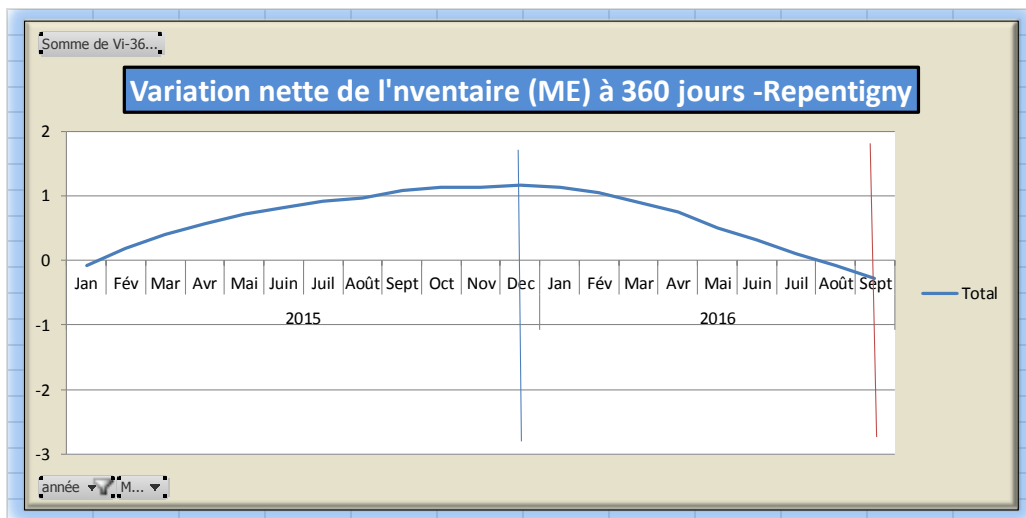 Somme de Vi-36...
Variation nette de l'nventaire (ME) à 360 jours -Repentigny
2
1
0
-1
-2
-3
Jan Fév Mar Avr Mai Juin Juil Août Sept Oct Nov Dec Jan Fév Mar Avr Mai Juin Juil Août Sept
2015 2016
Total
année M...